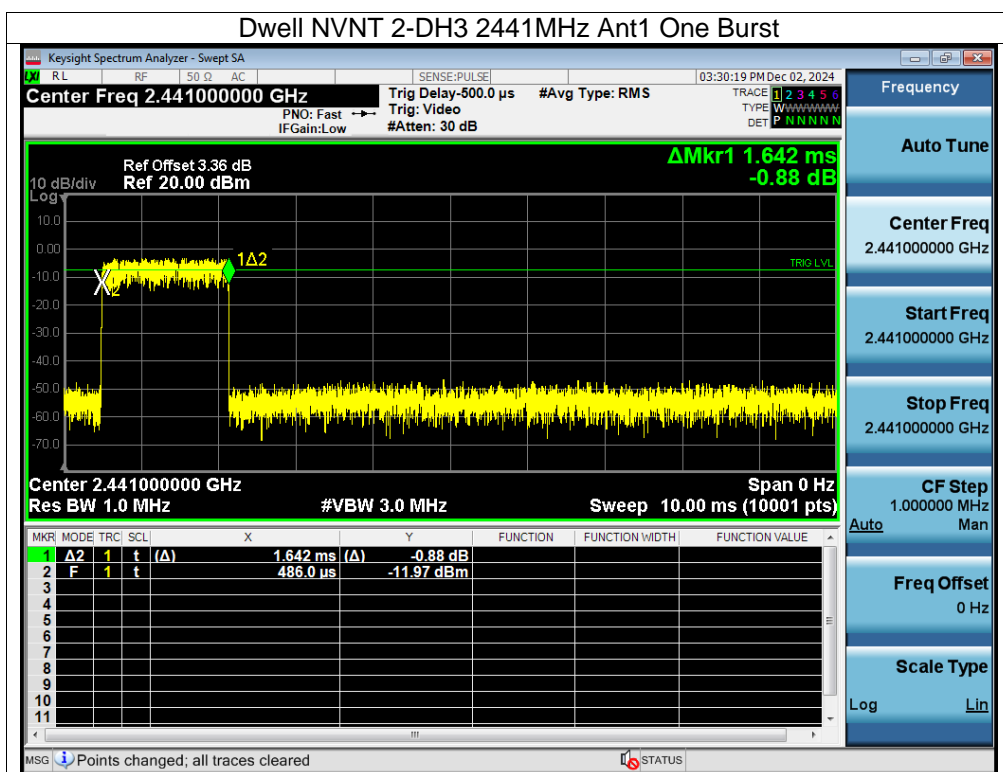 Dwell NVNT 2-DH3 2441MHz Ant1 One Burst
Keysight Spectrum Analyzer - Swept SA
LXI RL RF 50 Ω AC SENSE:PULSE 03:30:19 PM Dec 02, 2024
Center Freq 2.441000000 GHz
PNO: Fast
IFGain:Low
Trig Delay-500.0 µs
Trig: Video
#Atten: 30 dB
#Avg Type: RMS
TRACE 1 2 3 4 5 6
TYPE WWWWWWW
DET P N N N N N
Frequency
Auto Tune
Center Freq
2.441000000 GHz
Start Freq
2.441000000 GHz
Stop Freq
2.441000000 GHz
CF Step
1.000000 MHz
Auto Man
Freq Offset
0 Hz
Scale Type
Log Lin
ΔMkr1 1.642 ms
-0.88 dB
Ref Offset 3.36 dB
10 dB/div Ref 20.00 dBm
Log
10.0
0.00
-10.0
-20.0
-30.0
-40.0
-50.0
-60.0
-70.0
1Δ2
2
TRIG LVL
Center 2.441000000 GHz Span 0 Hz
Res BW 1.0 MHz #VBW 3.0 MHz Sweep 10.00 ms (10001 pts)
MKR MODE TRC SCL X Y FUNCTION FUNCTION WIDTH FUNCTION VALUE
1 Δ2 1 t (Δ) 1.642 ms (Δ) -0.88 dB
2 F 1 t 486.0 µs -11.97 dBm
3
4
5
6
7
8
9
10
11
MSG Points changed; all traces cleared STATUS